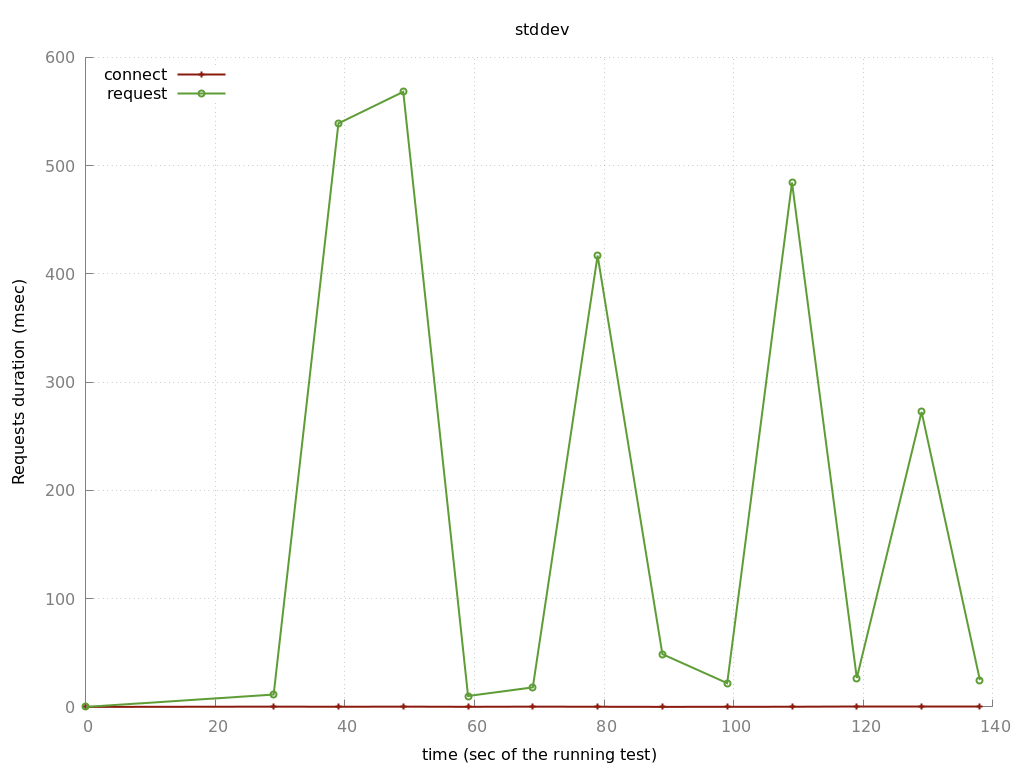 stddev
connect
request
600
500
400
300
200
100
0
Requests duration (msec)
0 20 40 60 80 100 120 140
time (sec of the running test)